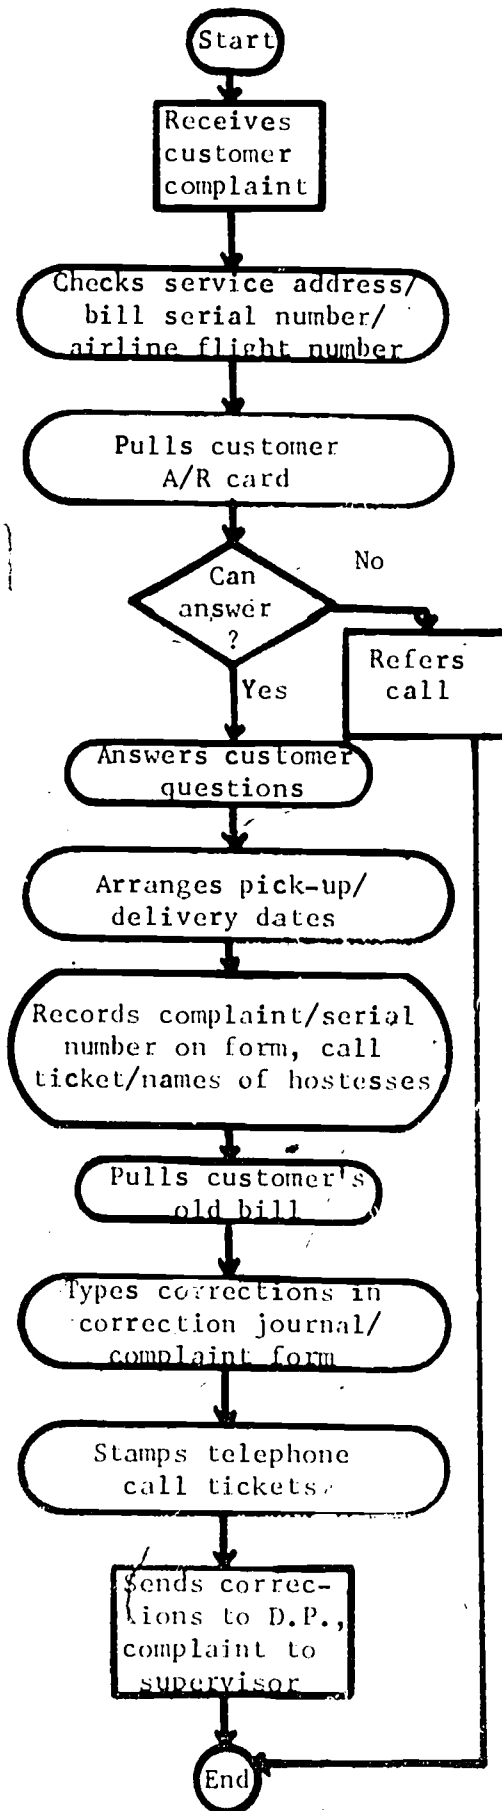 Start
Receives
customer
complaint
Checks service address/
bill serial number/
airline flight number
Pulls customer
A/R card
Can
answer
?
No
Refers
call
Yes
Answers customer
questions
Arranges pick-up/
delivery dates
Records complaint/serial
number on form, call
ticket/names of hostesses
Pulls customer's
old bill
Types corrections in
correction journal/
complaint form
Stamps telephone
call tickets
Sends correc-
tions to D.P.,
complaint to
supervisor
End